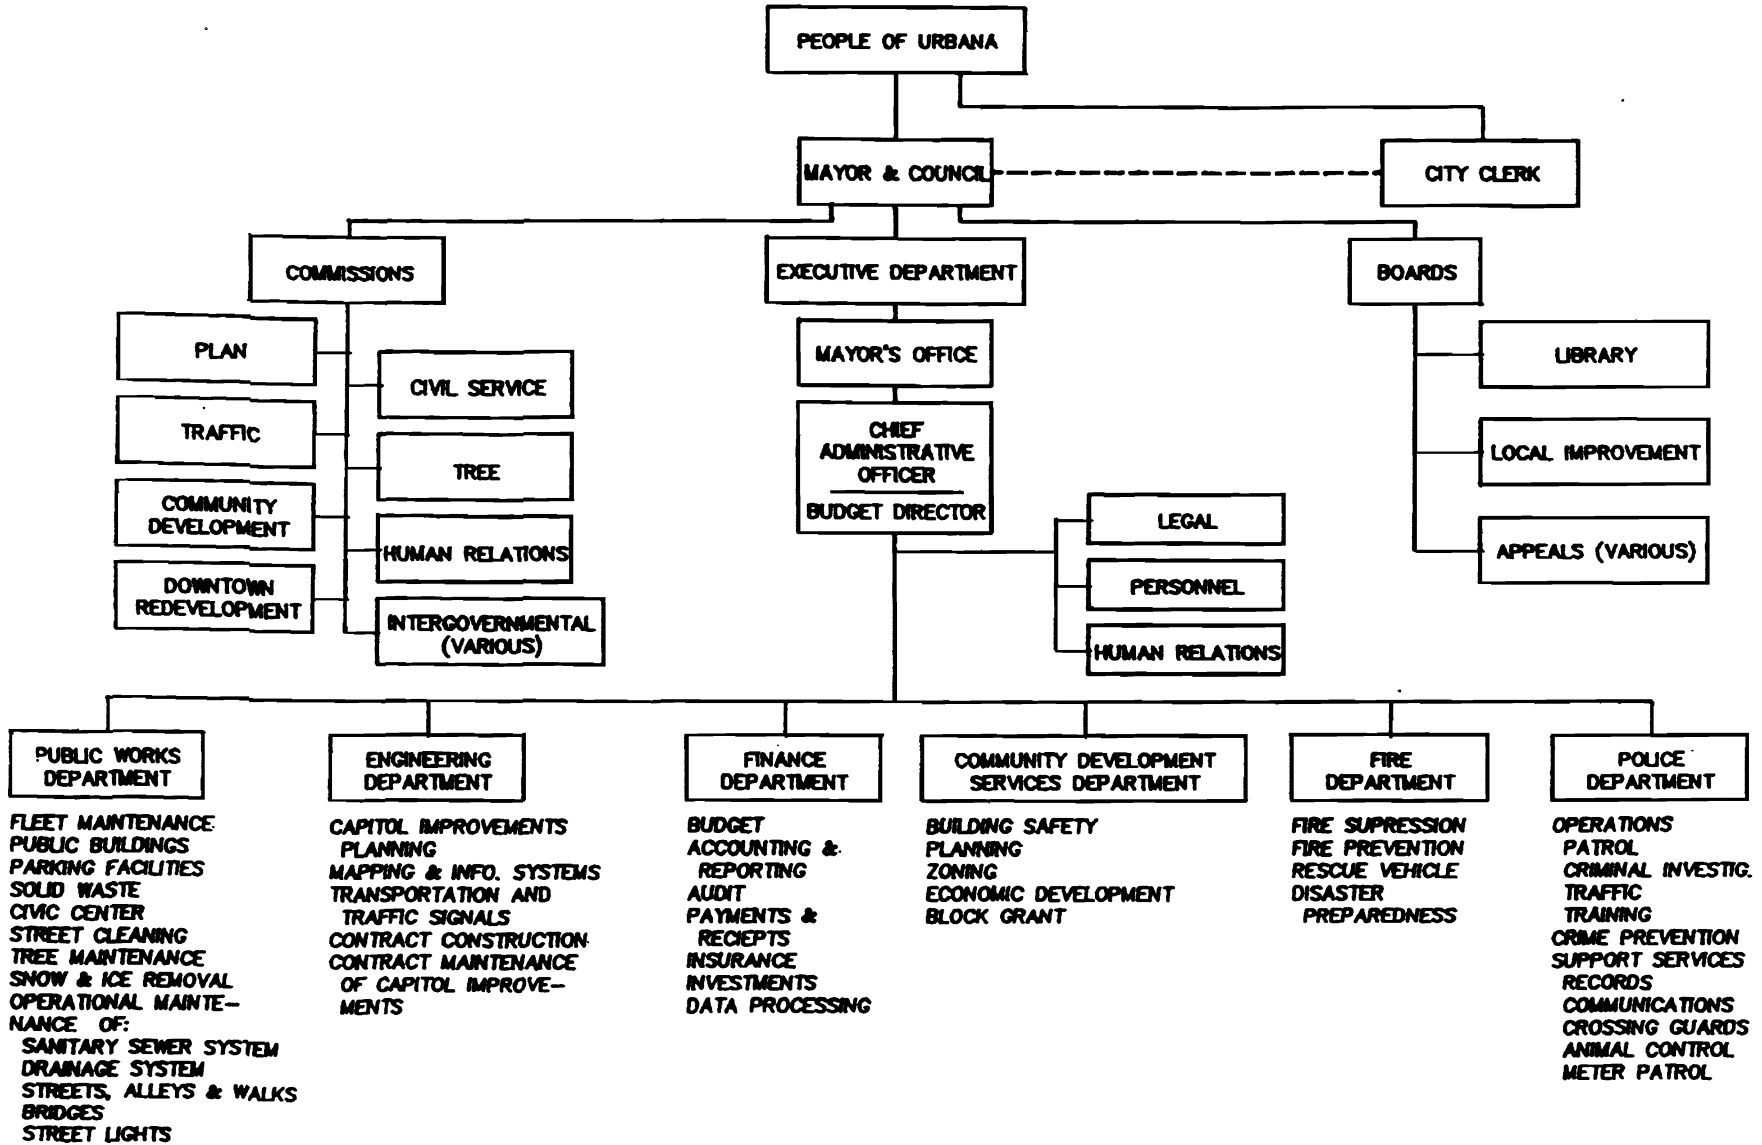 PEOPLE OF URBANA
MAYOR & COUNCIL
CITY CLERK
COMMISSIONS
EXECUTIVE DEPARTMENT
BOARDS
PLAN
CIVIL SERVICE
TRAFFIC
TREE
COMMUNITY
DEVELOPMENT
HUMAN RELATIONS
DOWNTOWN
REDEVELOPMENT
INTERGOVERNMENTAL
(VARIOUS)
MAYOR'S OFFICE
CHIEF
ADMINISTRATIVE
OFFICER
BUDGET DIRECTOR
LEGAL
PERSONNEL
HUMAN RELATIONS
LIBRARY
LOCAL IMPROVEMENT
APPEALS (VARIOUS)
PUBLIC WORKS
DEPARTMENT
FLEET MAINTENANCE
PUBLIC BUILDINGS
PARKING FACILITIES
SOLID WASTE
CIVIC CENTER
STREET CLEANING
TREE MAINTENANCE
SNOW & ICE REMOVAL
OPERATIONAL MAINTE-
NANCE OF:
SANITARY SEWER SYSTEM
DRAINAGE SYSTEM
STREETS, ALLEYS & WALKS
BRIDGES
STREET LIGHTS
ENGINEERING
DEPARTMENT
CAPITOL IMPROVEMENTS
PLANNING
MAPPING & INFO. SYSTEMS
TRANSPORTATION AND
TRAFFIC SIGNALS
CONTRACT CONSTRUCTION
CONTRACT MAINTENANCE
OF CAPITOL IMPROVE-
MENTS
FINANCE
DEPARTMENT
BUDGET
ACCOUNTING &
REPORTING
AUDIT
PAYMENTS &
RECIEPTS
INSURANCE
INVESTMENTS
DATA PROCESSING
COMMUNITY DEVELOPMENT
SERVICES DEPARTMENT
BUILDING SAFETY
PLANNING
ZONING
ECONOMIC DEVELOPMENT
BLOCK GRANT
FIRE
DEPARTMENT
FIRE SUPRESSION
FIRE PREVENTION
RESCUE VEHICLE
DISASTER
PREPAREDNESS
POLICE
DEPARTMENT
OPERATIONS
PATROL
CRIMINAL INVESTIG.
TRAFFIC
TRAINING
CRIME PREVENTION
SUPPORT SERVICES
RECORDS
COMMUNICATIONS
CROSSING GUARDS
ANIMAL CONTROL
METER PATROL